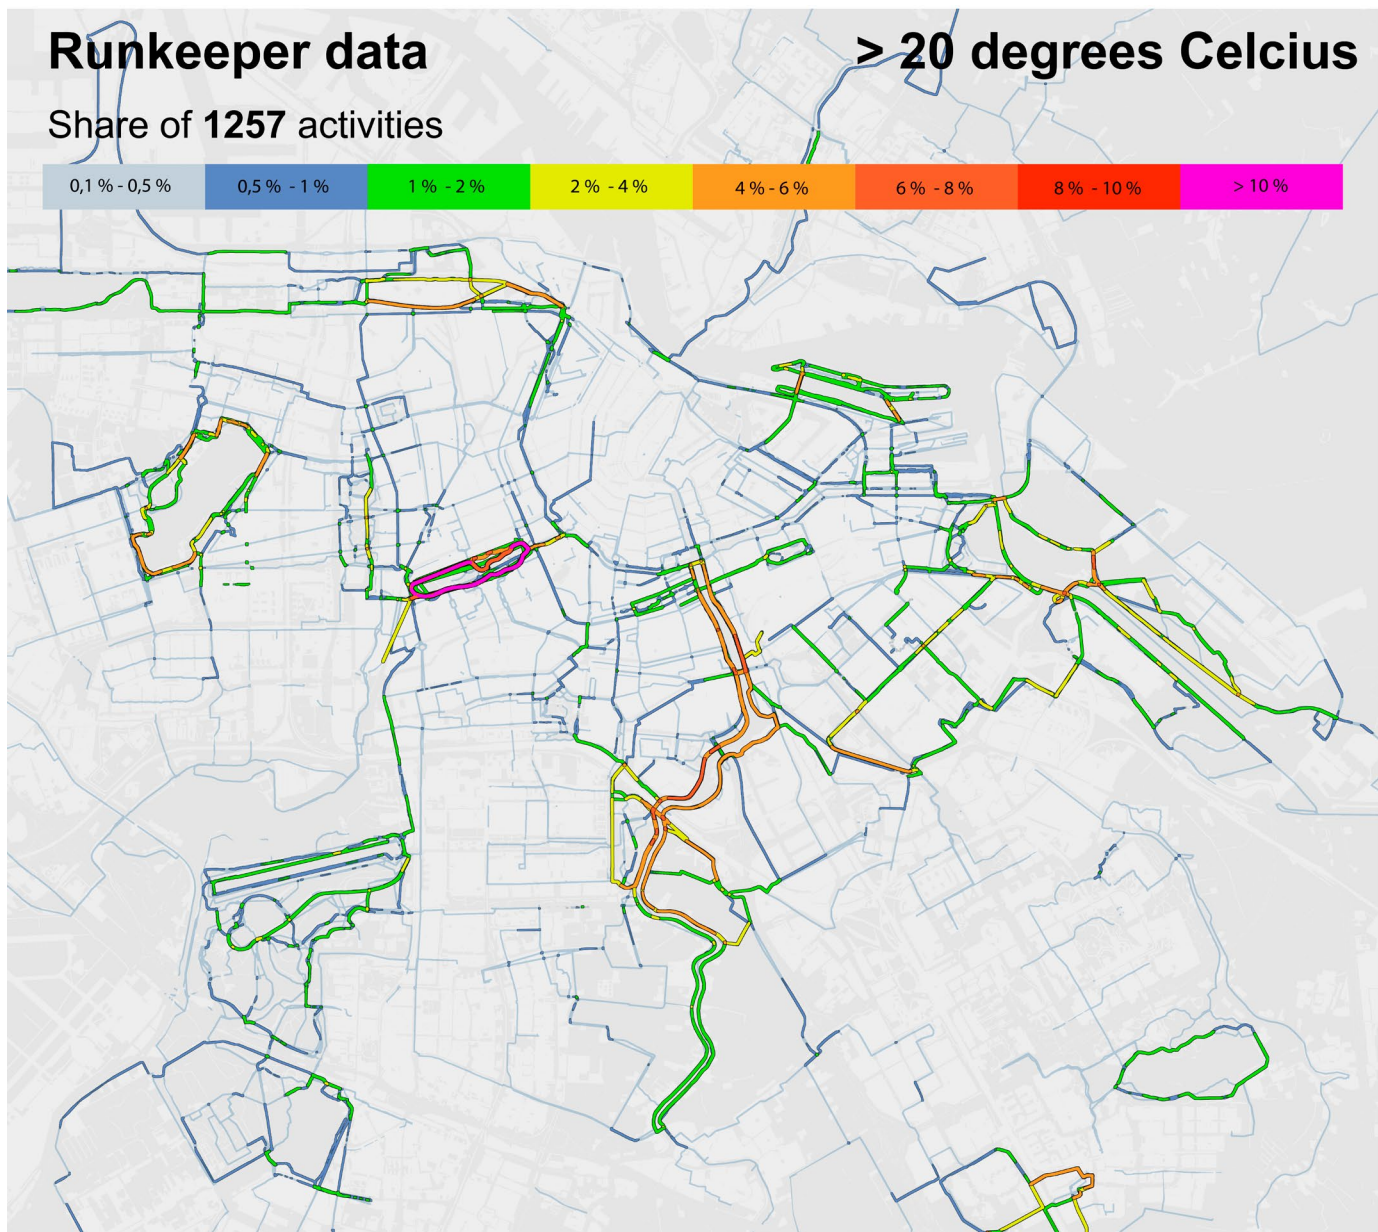 Runkeeper data
> 20 degrees Celcius
Share of 1257 activities
0,1 % - 0,5 %
0,5 % - 1 %
1 % - 2 %
2 % - 4 %
4 % - 6 %
6 % - 8 %
8 % - 10 %
> 10 %